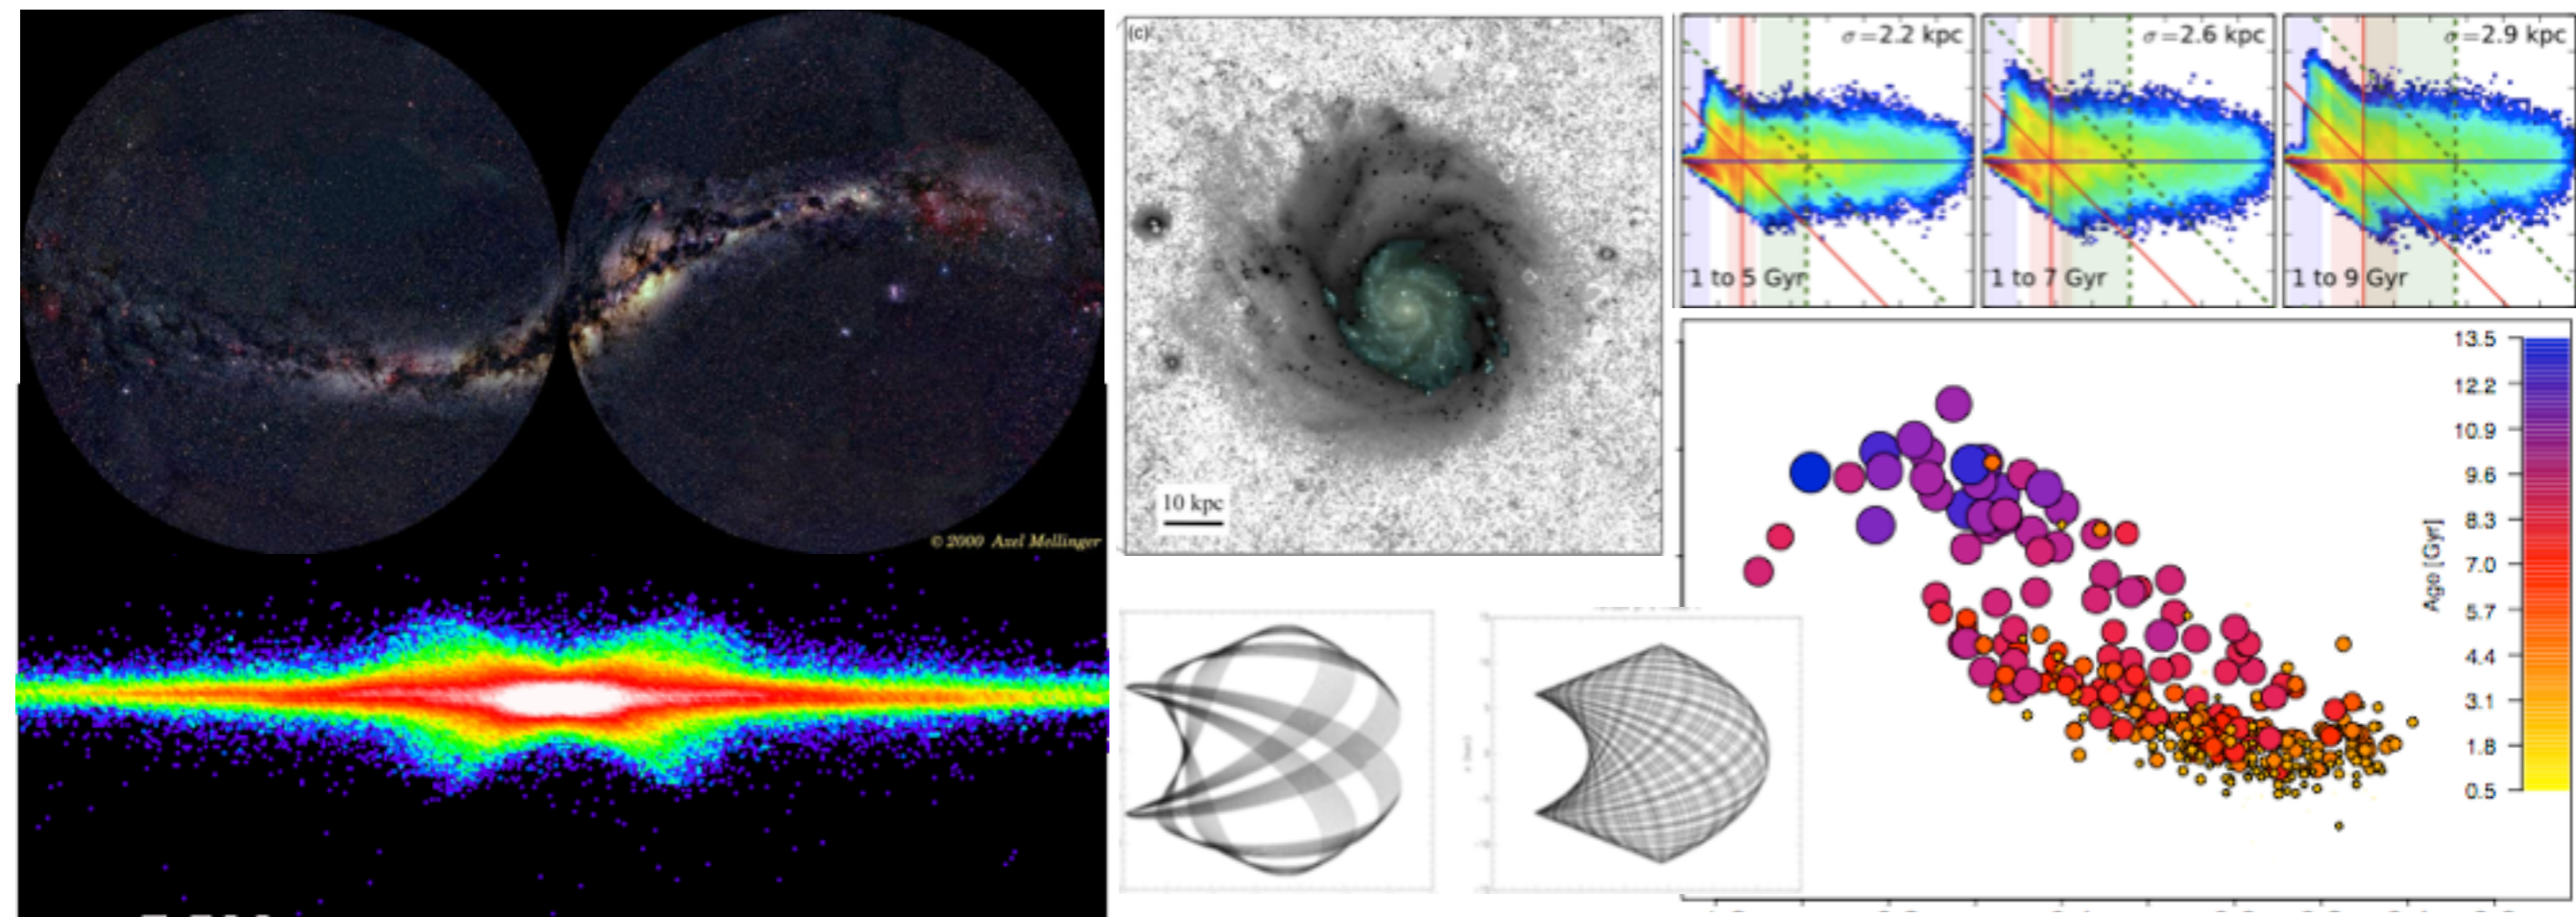 © 2000 Axel Mellinger
(c)
10 kpc
σ=2.2 kpc
1 to 5 Gyr
σ=2.6 kpc
1 to 7 Gyr
σ=2.9 kpc
1 to 9 Gyr
13.5
12.2
10.9
9.6
8.3
7.0
5.7
4.4
3.1
1.8
0.5
Age [Gyr]